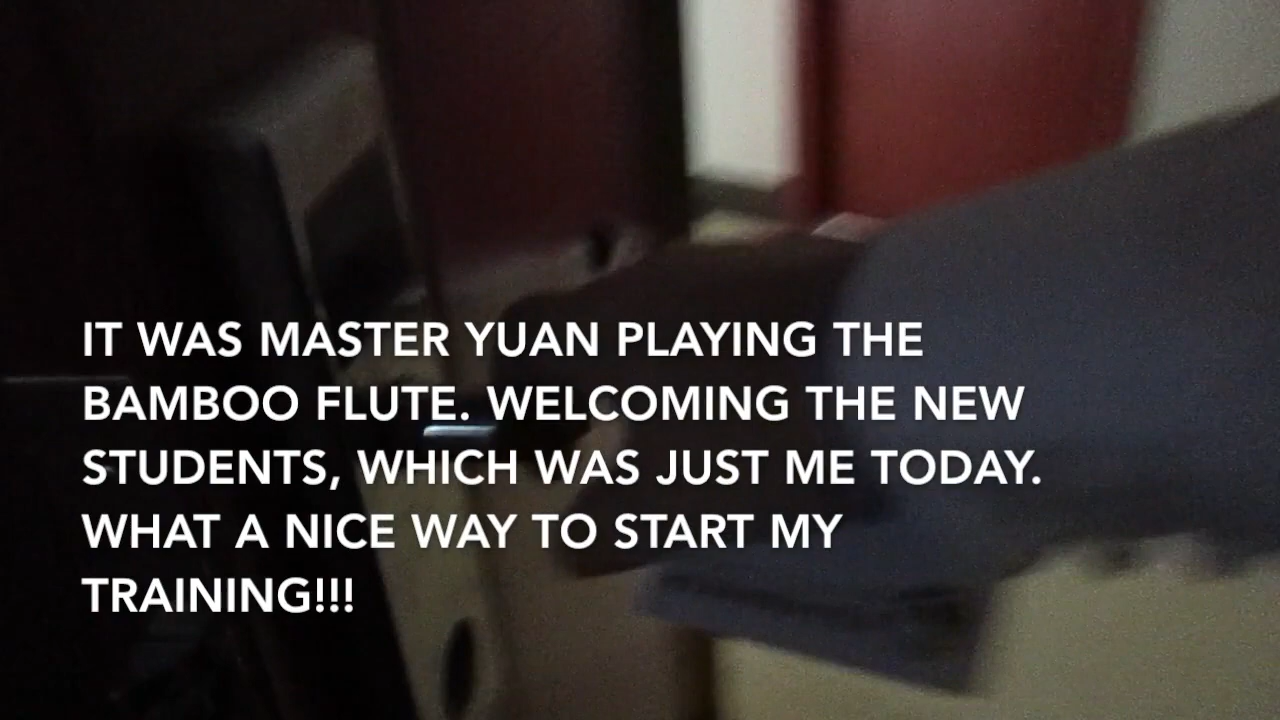 IT WAS MASTER YUAN PLAYING THE
BAMBOO FLUTE. WELCOMING THE NEW
STUDENTS, WHICH WAS JUST ME TODAY.
WHAT A NICE WAY TO START MY
TRAINING!!!